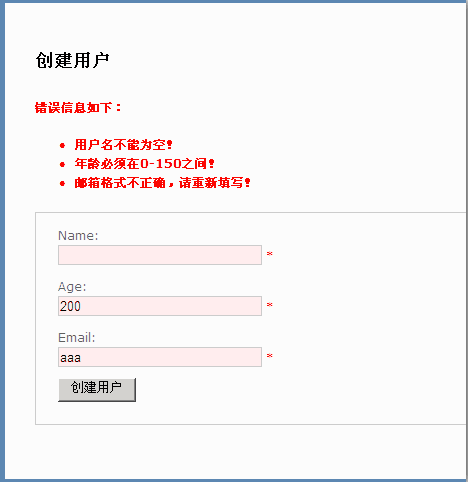 创建用户
错误信息如下：
• 用户名不能为空！
• 年龄必须在0-150之间！
• 邮箱格式不正确，请重新填写！
Name:
*
Age:
200 *
Email:
aaa *
创建用户